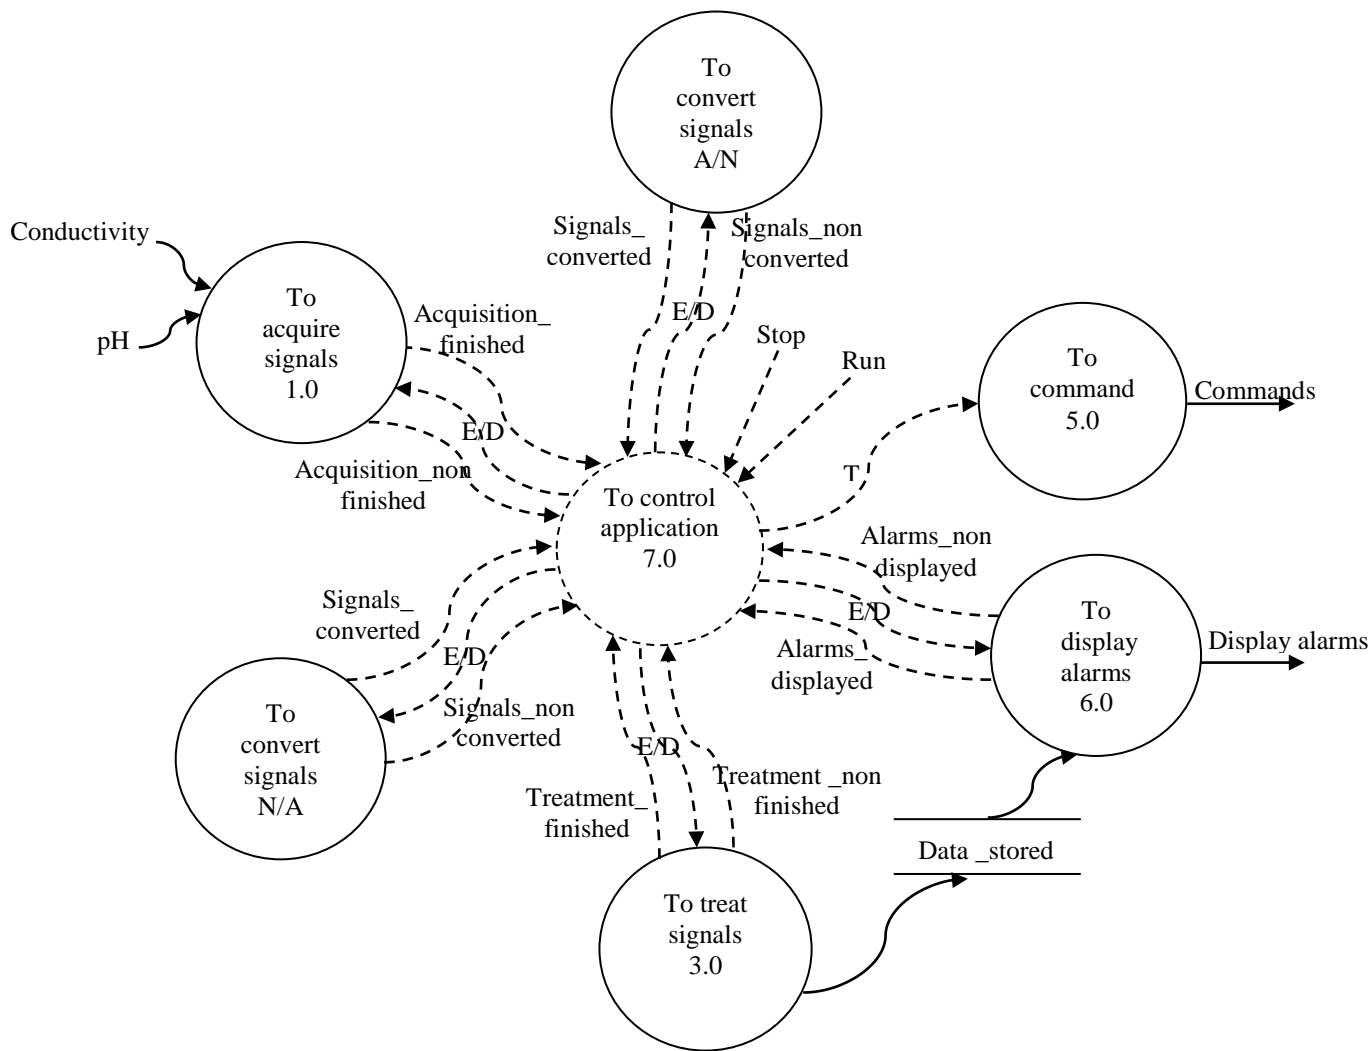 To
convert
signals
A/N
Conductivity
pH
To
acquire
signals
1.0
Acquisition_
finished
E/D
Acquisition_non
finished
Signals_
converted
E/D
Signals_non
converted
Stop
Run
To
command
5.0
Commands
T
To control
application
7.0
Alarms_non
displayed
E/D
Alarms_
displayed
To
display
alarms
6.0
Display alarms
Signals_
converted
E/D
Signals_non
converted
To
convert
signals
N/A
Treatment_
finished
E/D
Treatment _non
finished
Data _stored
To treat
signals
3.0